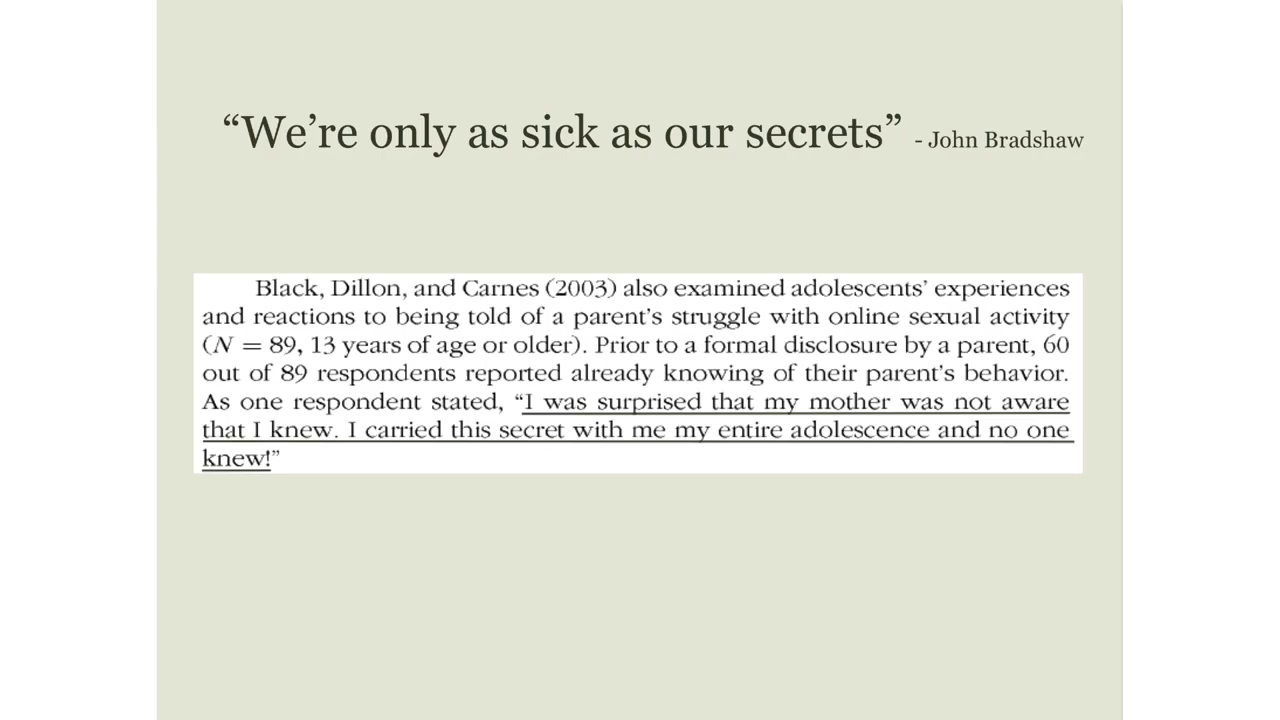 “We’re only as sick as our secrets” - John Bradshaw
Black, Dillon, and Carnes (2003) also examined adolescents’ experiences
and reactions to being told of a parent’s struggle with online sexual activity
(N = 89, 13 years of age or older). Prior to a formal disclosure by a parent, 60
out of 89 respondents reported already knowing of their parent’s behavior.
As one respondent stated, “I was surprised that my mother was not aware
that I knew. I carried this secret with me my entire adolescence and no one
knew!”